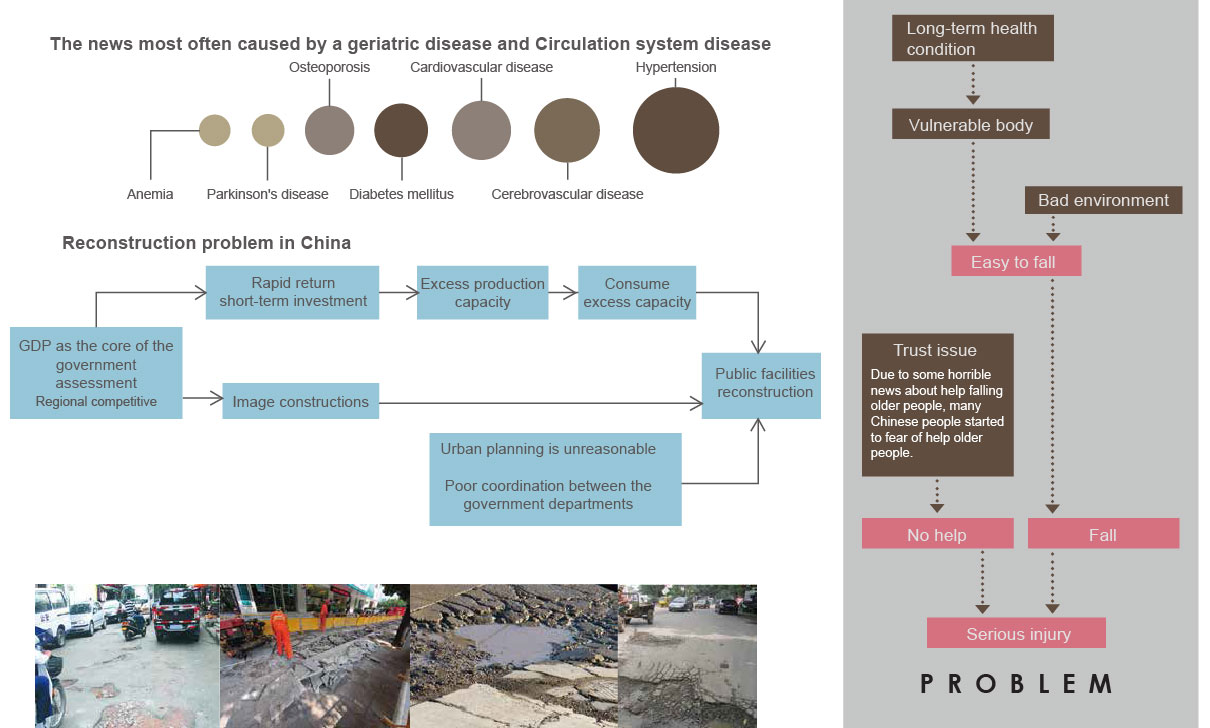 The news most often caused by a geriatric disease and Circulation system disease
Osteoporosis
Cardiovascular disease
Hypertension
Anemia
Parkinson's disease
Diabetes mellitus
Cerebrovascular disease
Reconstruction problem in China
Rapid return
short-term investment
Excess production
capacity
Consume
excess capacity
GDP as the core of the
government
assessment
Regional competitive
Image constructions
Public facilities
reconstruction
Urban planning is unreasonable
Poor coordination between the
government departments
Long-term health
condition
Vulnerable body
Bad environment
Easy to fall
Trust issue
Due to some horrible
news about help falling
older people, many
Chinese people started
to fear of help older
people.
No help
Fall
Serious injury
PROBLEM